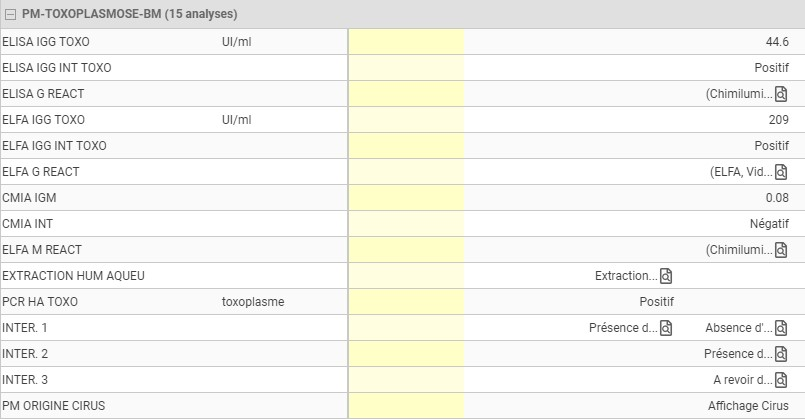 PM-TOXOPLASMOSE-BM (15 analyses)
ELISA IGG TOXO UI/ml 44.6
ELISA IGG INT TOXO Positif
ELISA G REACT (Chimilumi...
ELFA IGG TOXO UI/ml 209
ELFA IGG INT TOXO Positif
ELFA G REACT (ELFA, Vid...
CMIA IGM 0.08
CMIA INT Négatif
ELFA M REACT (Chimilumi...
EXTRACTION HUM AQUEU Extraction...
PCR HA TOXO toxoplasme Positif
INTER. 1 Présence d... Absence d'...
INTER. 2 Présence d...
INTER. 3 A revoir d...
PM ORIGINE CIRUS Affichage Cirus